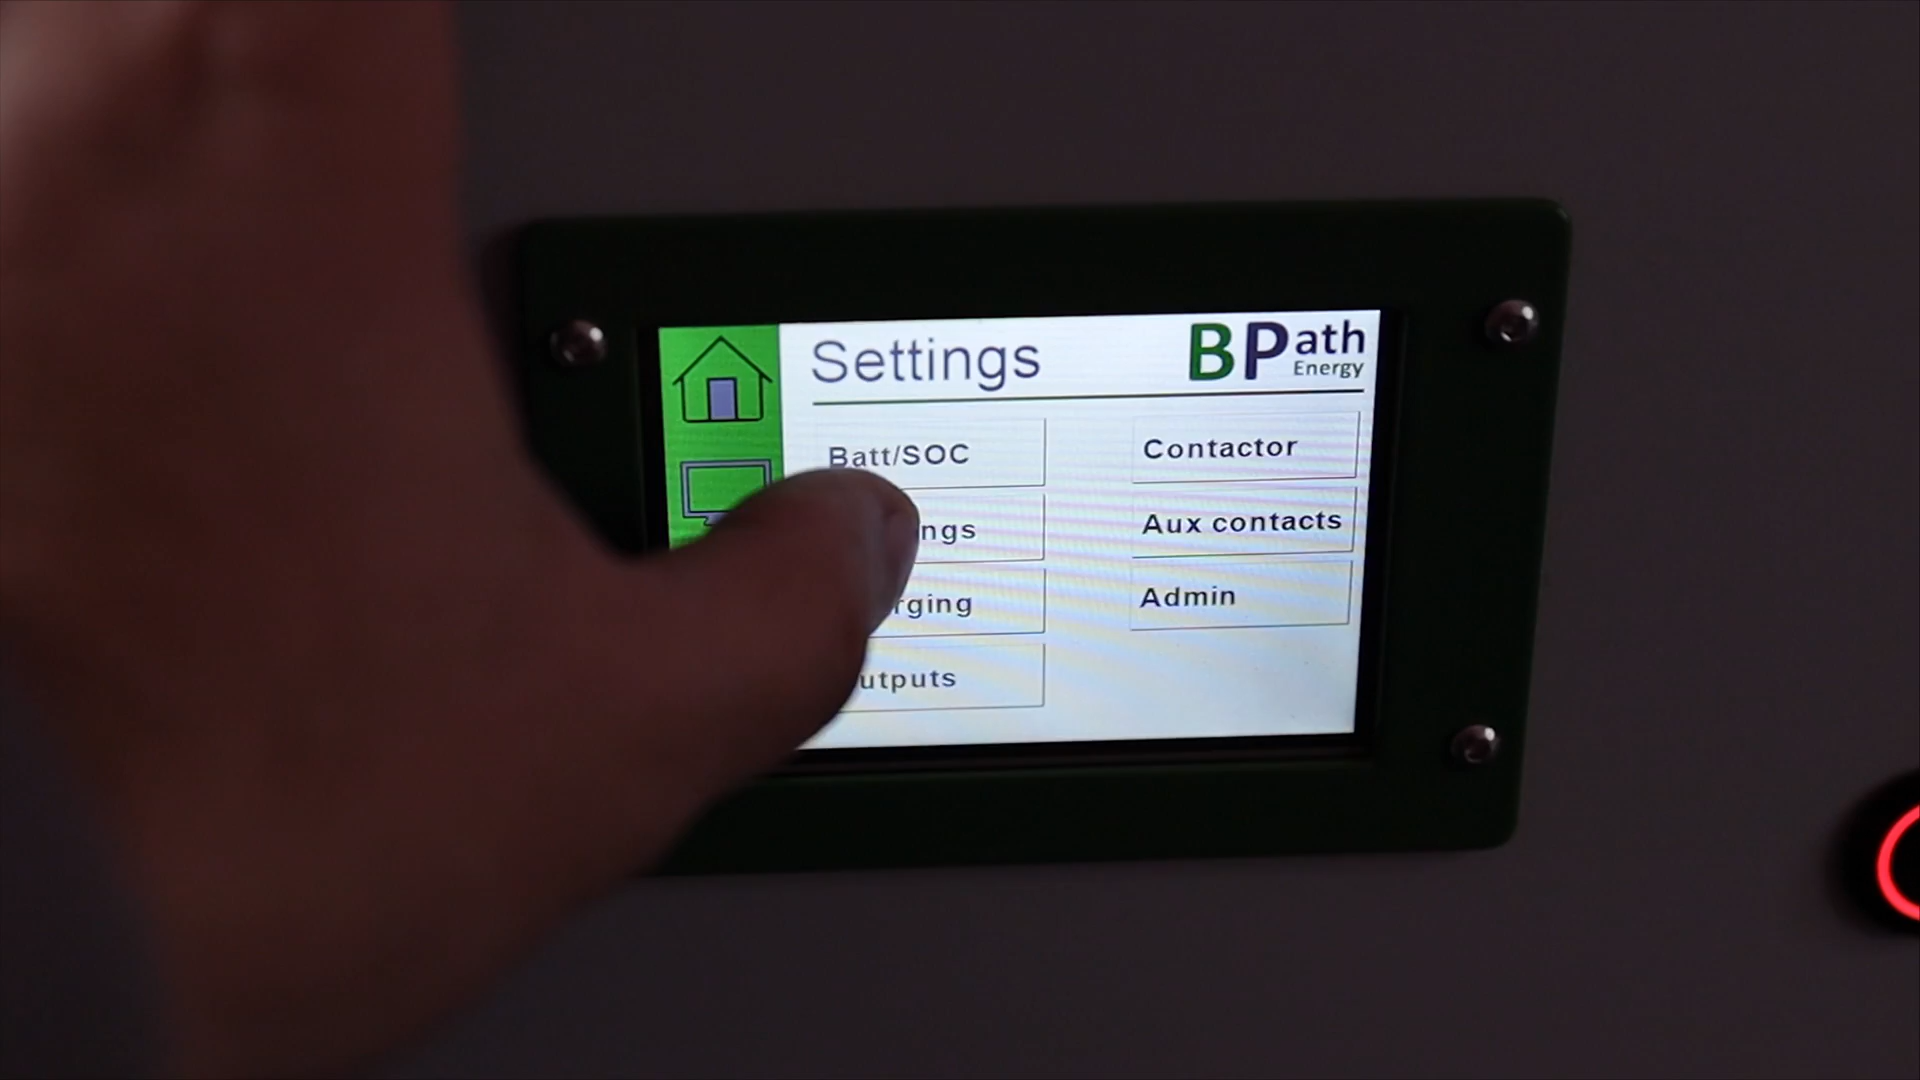 Settings
BPath
Energy
Batt/SOC
Contactor
Aux contacts
Admin